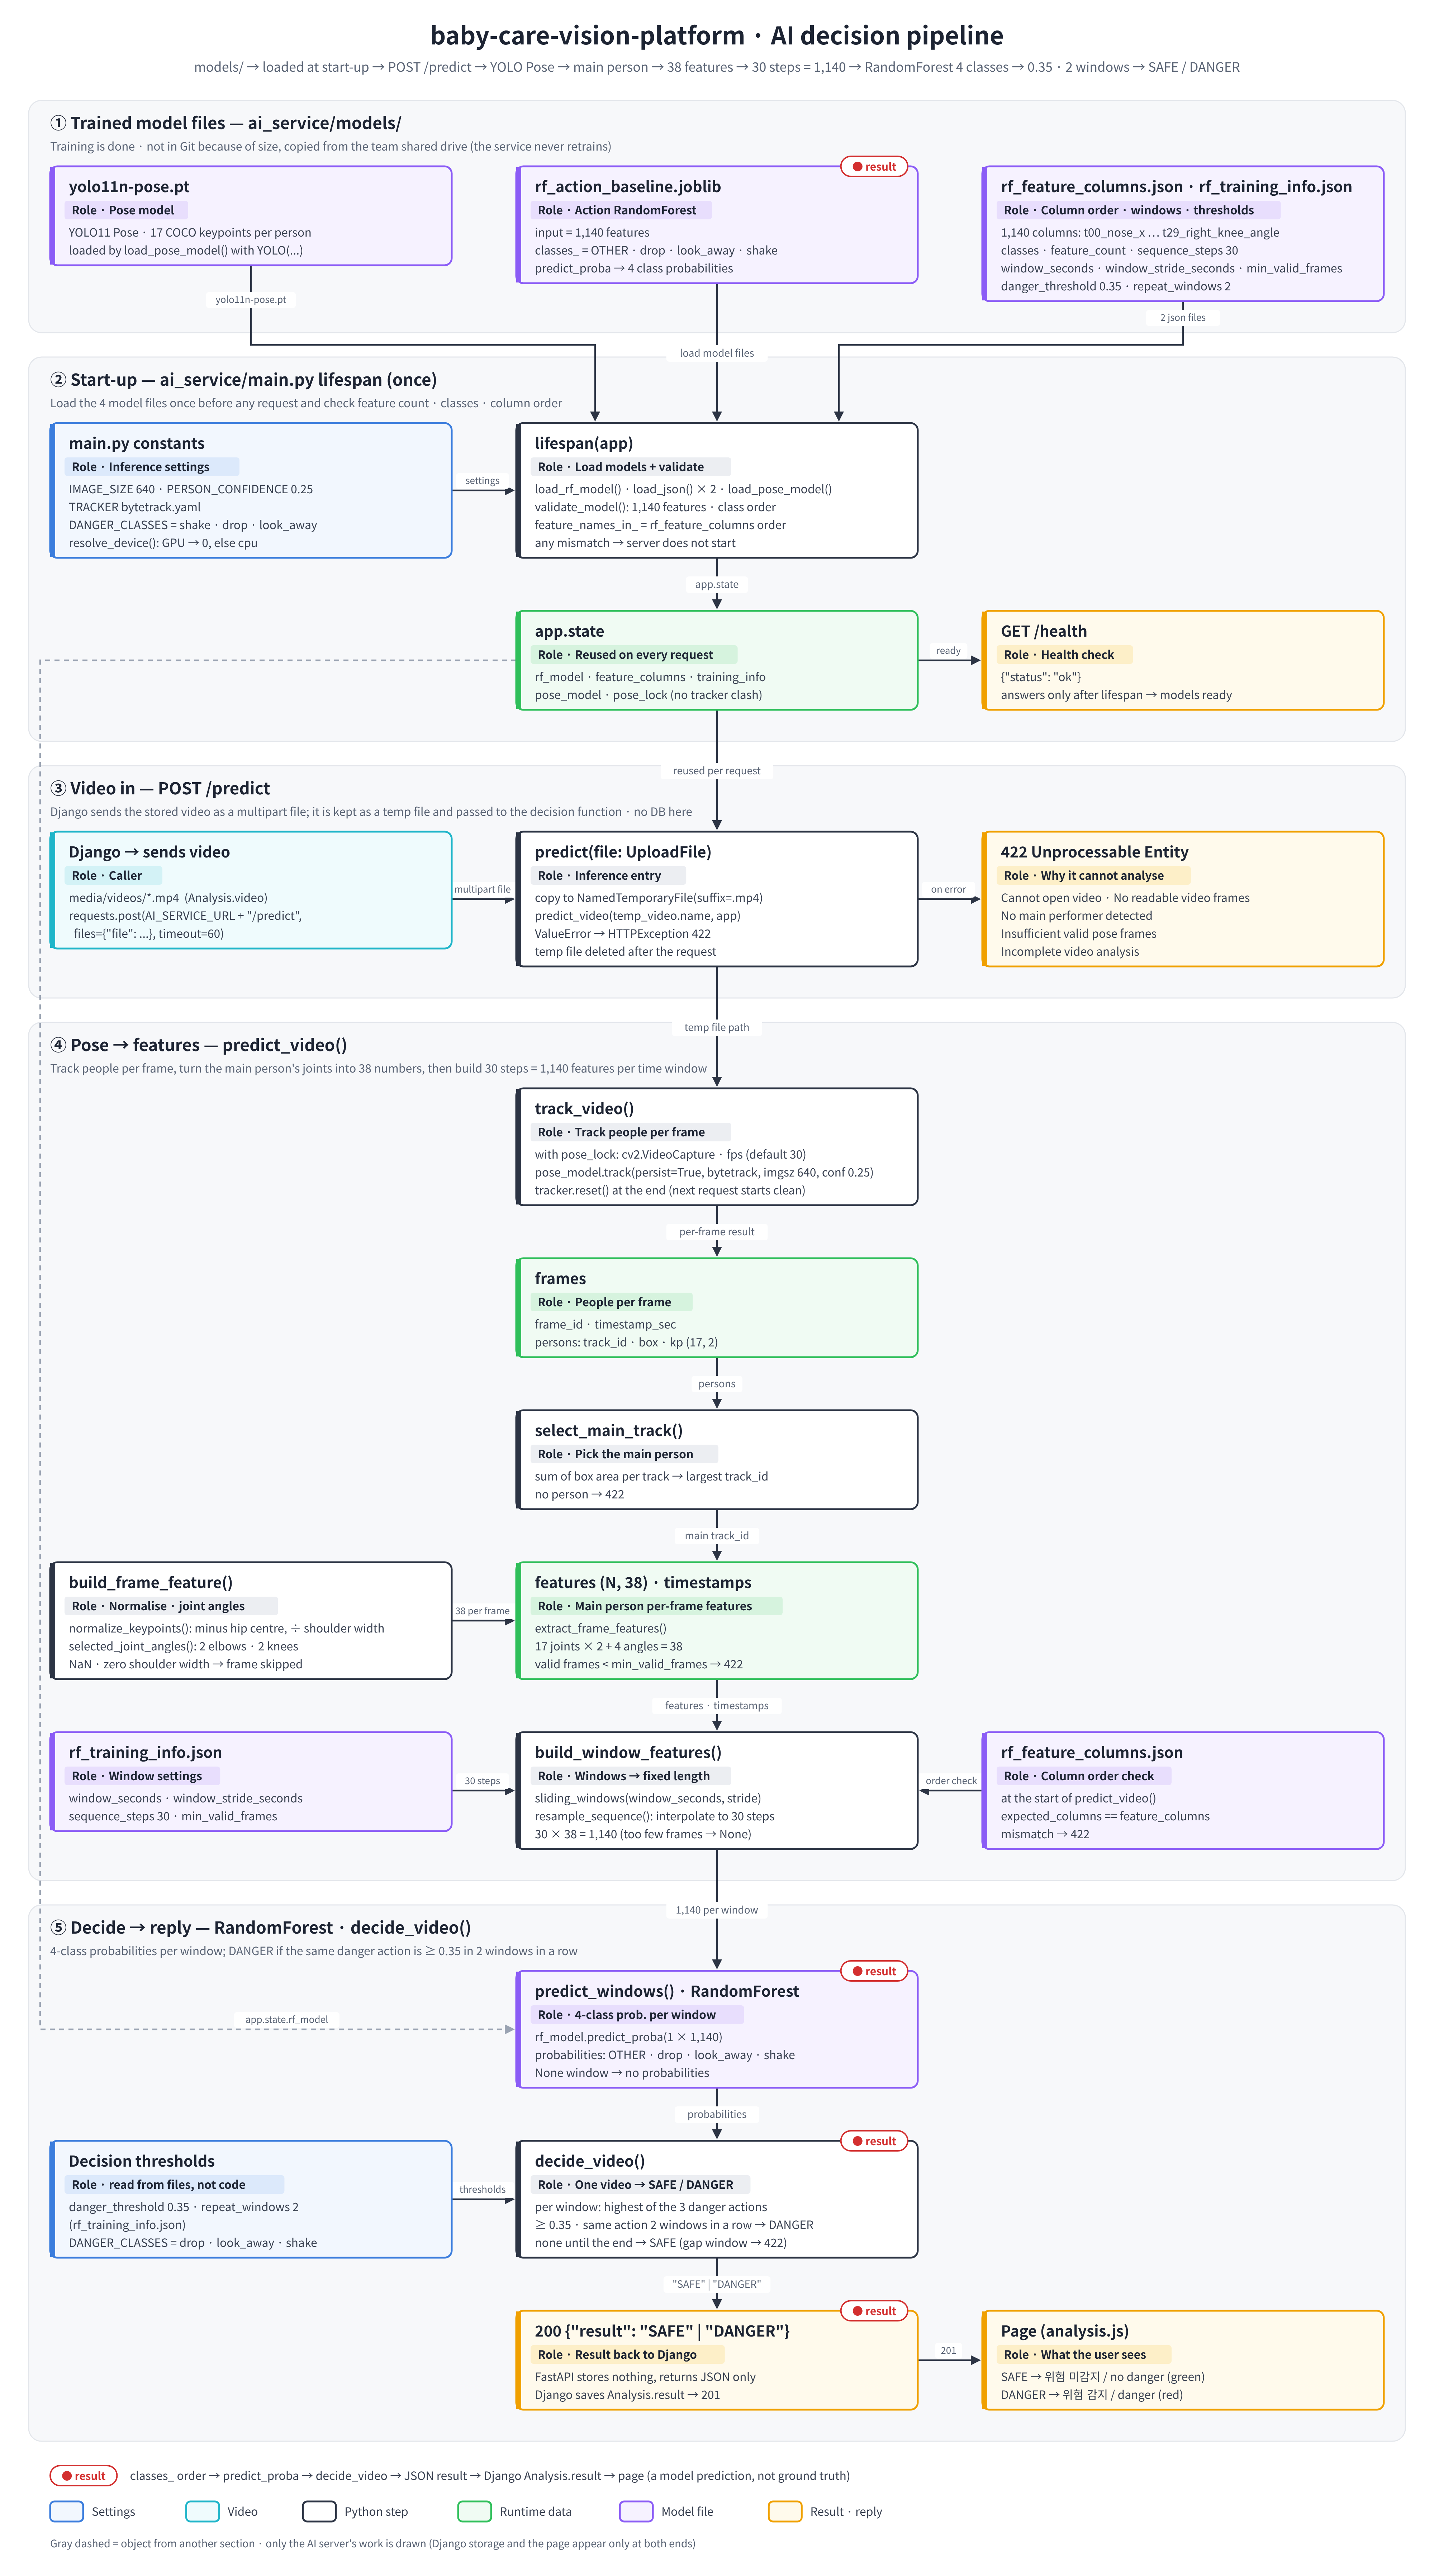 baby-care-vision-platform · AI decision pipeline
models/ → loaded at start-up → POST /predict → YOLO Pose → main person → 38 features → 30 steps = 1,140 → RandomForest 4 classes → 0.35 · 2 windows → SAFE / DANGER
① Trained model files — ai_service/models/
Training is done · not in Git because of size, copied from the team shared drive (the service never retrains)
yolo11n-pose.pt
Role · Pose model
YOLO11 Pose · 17 COCO keypoints per person
loaded by load_pose_model() with YOLO(...)
● result
rf_action_baseline.joblib
Role · Action RandomForest
input = 1,140 features
classes_ = OTHER · drop · look_away · shake
predict_proba → 4 class probabilities
rf_feature_columns.json · rf_training_info.json
Role · Column order · windows · thresholds
1,140 columns: t00_nose_x … t29_right_knee_angle
classes · feature_count · sequence_steps 30
window_seconds · window_stride_seconds · min_valid_frames
danger_threshold 0.35 · repeat_windows 2
yolo11n-pose.pt
load model files
2 json files
② Start-up — ai_service/main.py lifespan (once)
Load the 4 model files once before any request and check feature count · classes · column order
main.py constants
Role · Inference settings
IMAGE_SIZE 640 · PERSON_CONFIDENCE 0.25
TRACKER bytetrack.yaml
DANGER_CLASSES = shake · drop · look_away
resolve_device(): GPU → 0, else cpu
settings
lifespan(app)
Role · Load models + validate
load_rf_model() · load_json() × 2 · load_pose_model()
validate_model(): 1,140 features · class order
feature_names_in_ = rf_feature_columns order
any mismatch → server does not start
app.state
app.state
Role · Reused on every request
rf_model · feature_columns · training_info
pose_model · pose_lock (no tracker clash)
ready
GET /health
Role · Health check
{"status": "ok"}
answers only after lifespan → models ready
reused per request
③ Video in — POST /predict
Django sends the stored video as a multipart file; it is kept as a temp file and passed to the decision function · no DB here
Django → sends video
Role · Caller
media/videos/*.mp4 (Analysis.video)
requests.post(AI_SERVICE_URL + "/predict",
files={"file": ...}, timeout=60)
multipart file
predict(file: UploadFile)
Role · Inference entry
copy to NamedTemporaryFile(suffix=.mp4)
predict_video(temp_video.name, app)
ValueError → HTTPException 422
temp file deleted after the request
on error
422 Unprocessable Entity
Role · Why it cannot analyse
Cannot open video · No readable video frames
No main performer detected
Insufficient valid pose frames
Incomplete video analysis
temp file path
④ Pose → features — predict_video()
Track people per frame, turn the main person's joints into 38 numbers, then build 30 steps = 1,140 features per time window
track_video()
Role · Track people per frame
with pose_lock: cv2.VideoCapture · fps (default 30)
pose_model.track(persist=True, bytetrack, imgsz 640, conf 0.25)
tracker.reset() at the end (next request starts clean)
per-frame result
frames
Role · People per frame
frame_id · timestamp_sec
persons: track_id · box · kp (17, 2)
persons
select_main_track()
Role · Pick the main person
sum of box area per track → largest track_id
no person → 422
main track_id
build_frame_feature()
Role · Normalise · joint angles
normalize_keypoints(): minus hip centre, ÷ shoulder width
selected_joint_angles(): 2 elbows · 2 knees
NaN · zero shoulder width → frame skipped
38 per frame
features (N, 38) · timestamps
Role · Main person per-frame features
extract_frame_features()
17 joints × 2 + 4 angles = 38
valid frames < min_valid_frames → 422
features · timestamps
rf_training_info.json
Role · Window settings
window_seconds · window_stride_seconds
sequence_steps 30 · min_valid_frames
30 steps
build_window_features()
Role · Windows → fixed length
sliding_windows(window_seconds, stride)
resample_sequence(): interpolate to 30 steps
30 × 38 = 1,140 (too few frames → None)
order check
rf_feature_columns.json
Role · Column order check
at the start of predict_video()
expected_columns == feature_columns
mismatch → 422
1,140 per window
⑤ Decide → reply — RandomForest · decide_video()
4-class probabilities per window; DANGER if the same danger action is ≥ 0.35 in 2 windows in a row
● result
predict_windows() · RandomForest
Role · 4-class prob. per window
rf_model.predict_proba(1 × 1,140)
probabilities: OTHER · drop · look_away · shake
None window → no probabilities
app.state.rf_model
probabilities
Decision thresholds
Role · read from files, not code
danger_threshold 0.35 · repeat_windows 2
(rf_training_info.json)
DANGER_CLASSES = drop · look_away · shake
thresholds
● result
decide_video()
Role · One video → SAFE / DANGER
per window: highest of the 3 danger actions
≥ 0.35 · same action 2 windows in a row → DANGER
none until the end → SAFE (gap window → 422)
"SAFE" | "DANGER"
● result
200 {"result": "SAFE" | "DANGER"}
Role · Result back to Django
FastAPI stores nothing, returns JSON only
Django saves Analysis.result → 201
201
Page (analysis.js)
Role · What the user sees
SAFE → 위험 미감지 / no danger (green)
DANGER → 위험 감지 / danger (red)
● result classes_ order → predict_proba → decide_video → JSON result → Django Analysis.result → page (a model prediction, not ground truth)
Settings Video Python step Runtime data Model file Result · reply
Gray dashed = object from another section · only the AI server's work is drawn (Django storage and the page appear only at both ends)